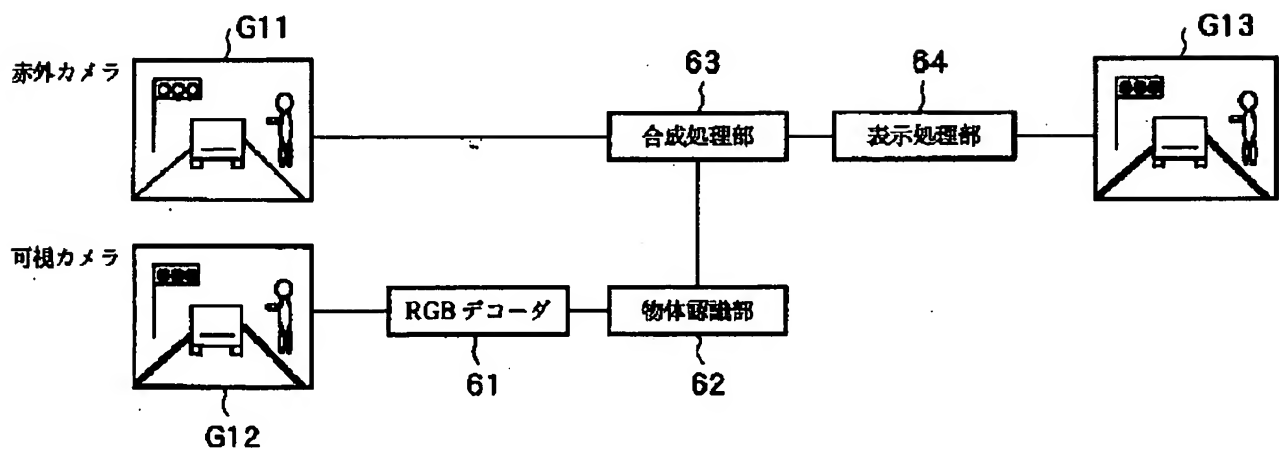 G11
G13
赤外カメラ
63
64
合成処理部
表示処理部
可視カメラ
RGB デコーダ
物体認識部
61
62
G12